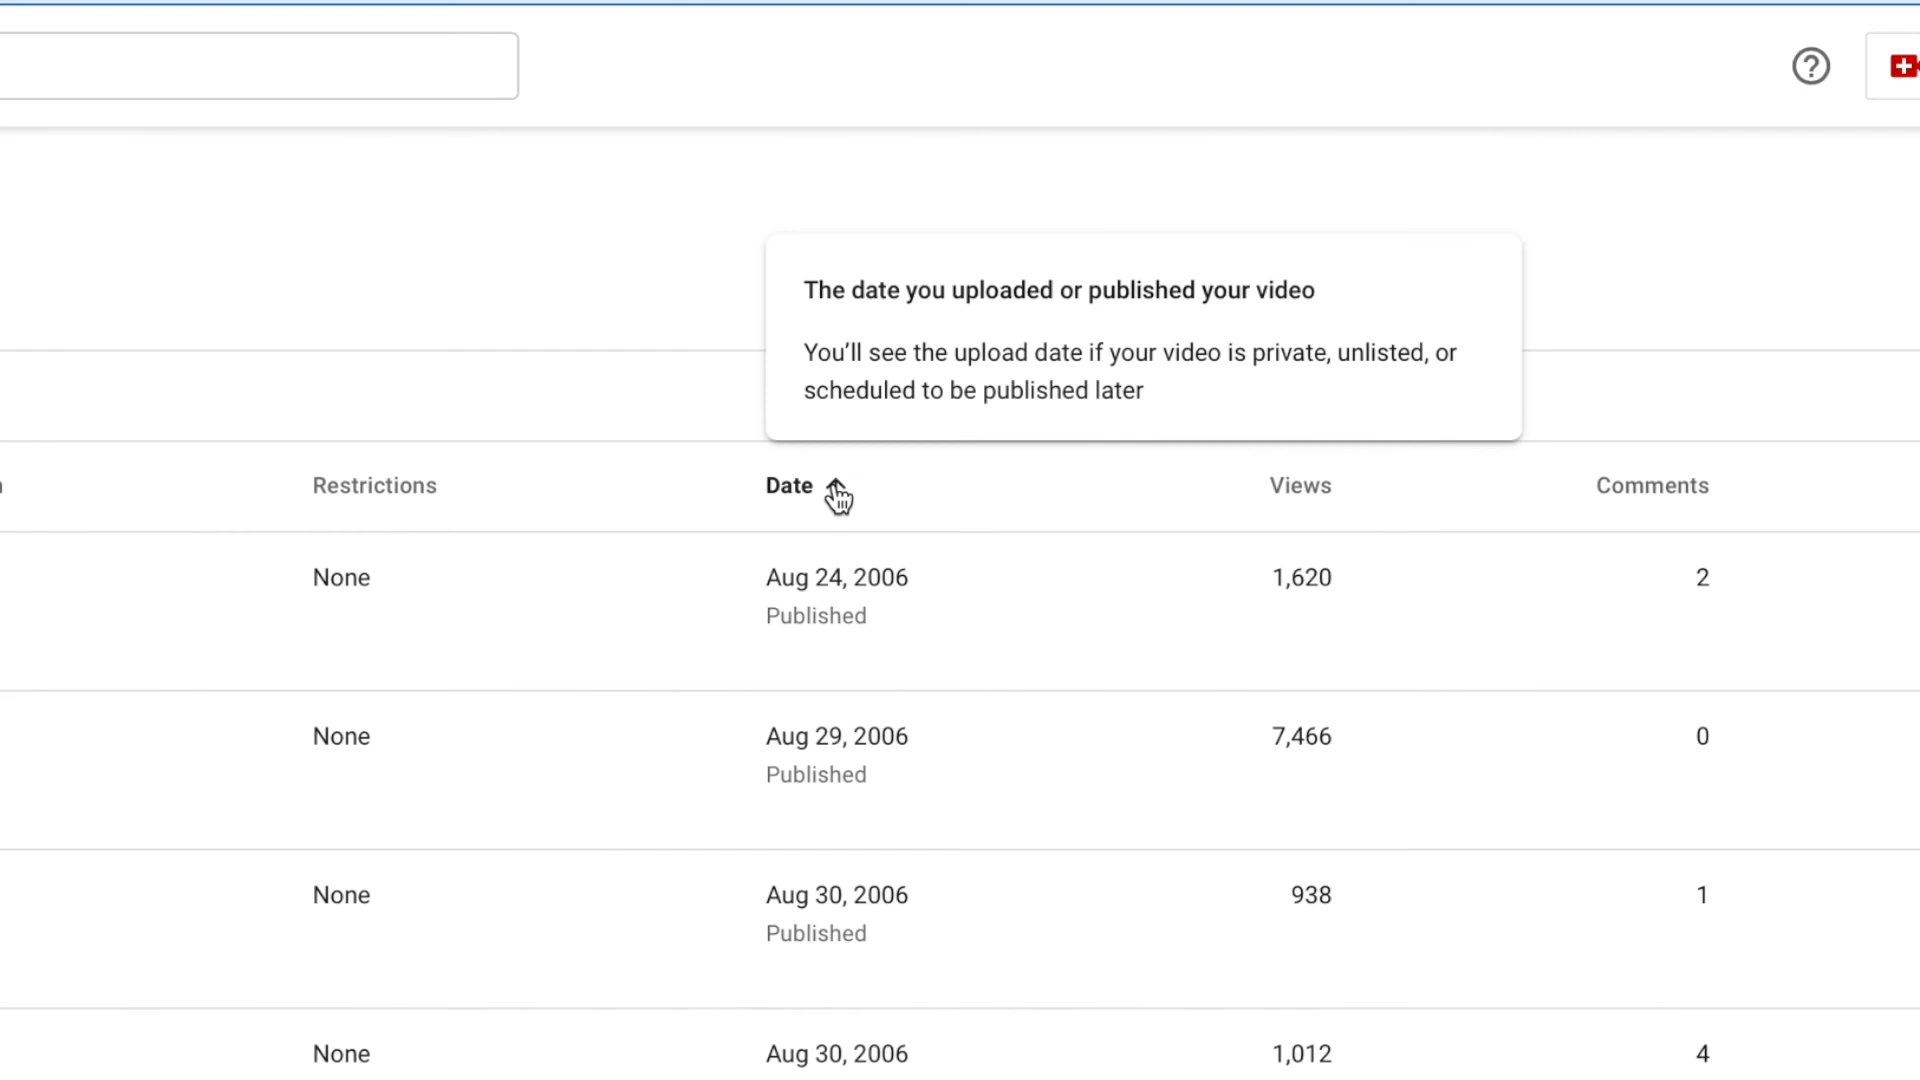 The date you uploaded or published your video
You’ll see the upload date if your video is private, unlisted, or
scheduled to be published later
Restrictions Date Views Comments
None Aug 24, 2006 1,620 2
Published
None Aug 29, 2006 7,466 0
Published
None Aug 30, 2006 938 1
Published
None Aug 30, 2006 1,012 4